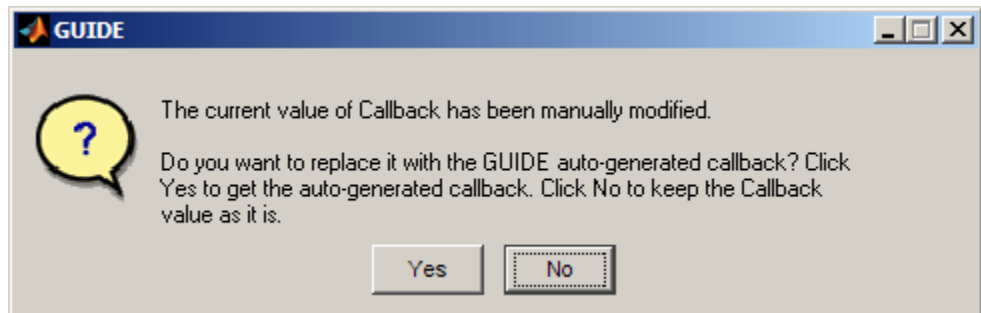 GUIDE
The current value of Callback has been manually modified.
Do you want to replace it with the GUIDE auto-generated callback? Click
Yes to get the auto-generated callback. Click No to keep the Callback
value as it is.
Yes
No